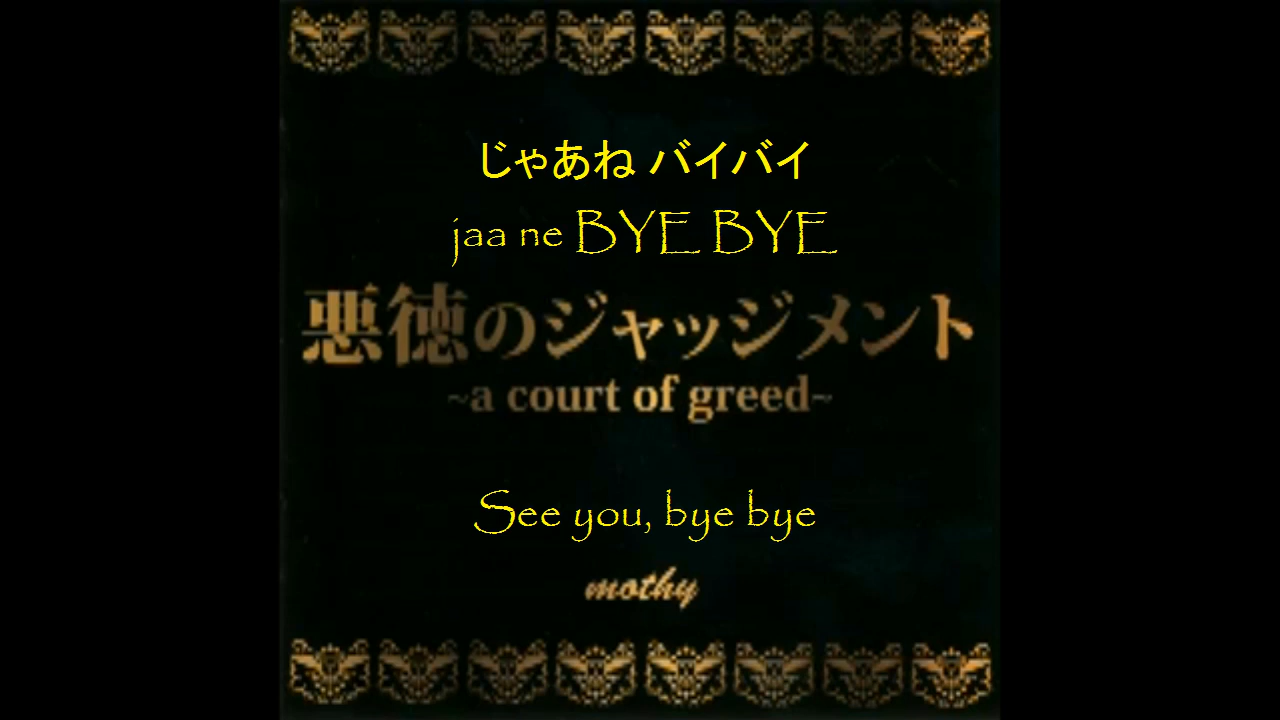 じゃあね バイバイ
jaa ne BYE BYE
悪徳のジャッジメント
~a court of greed~
See you, bye bye
mothy